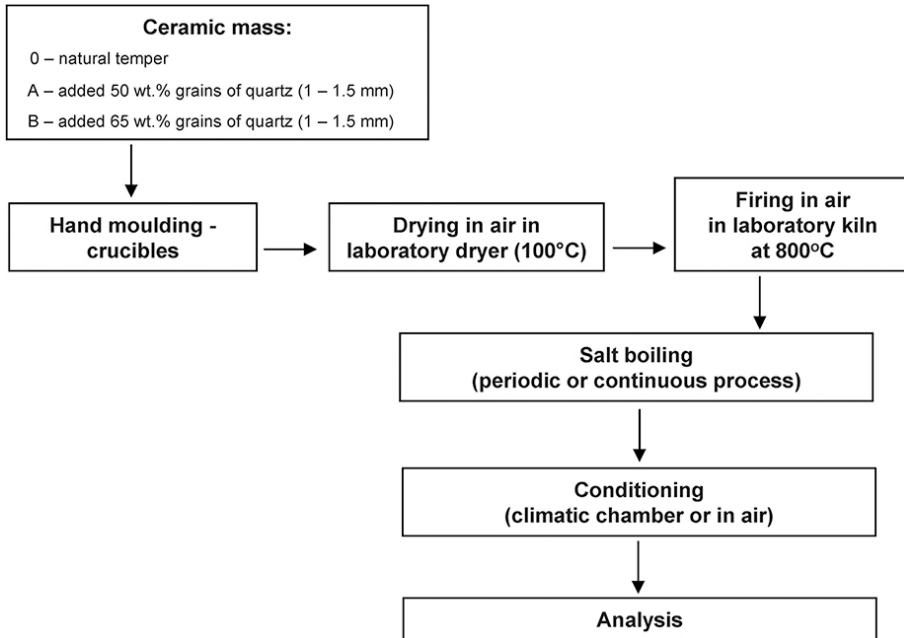 Ceramic mass:
0 – natural temper
A – added 50 wt.% grains of quartz (1 – 1.5 mm)
B – added 65 wt.% grains of quartz (1 – 1.5 mm)
Hand moulding -
crucibles
Drying in air in
laboratory dryer (100°C)
Firing in air
in laboratory kiln
at 800°C
Salt boiling
(periodic or continuous process)
Conditioning
(climatic chamber or in air)
Analysis